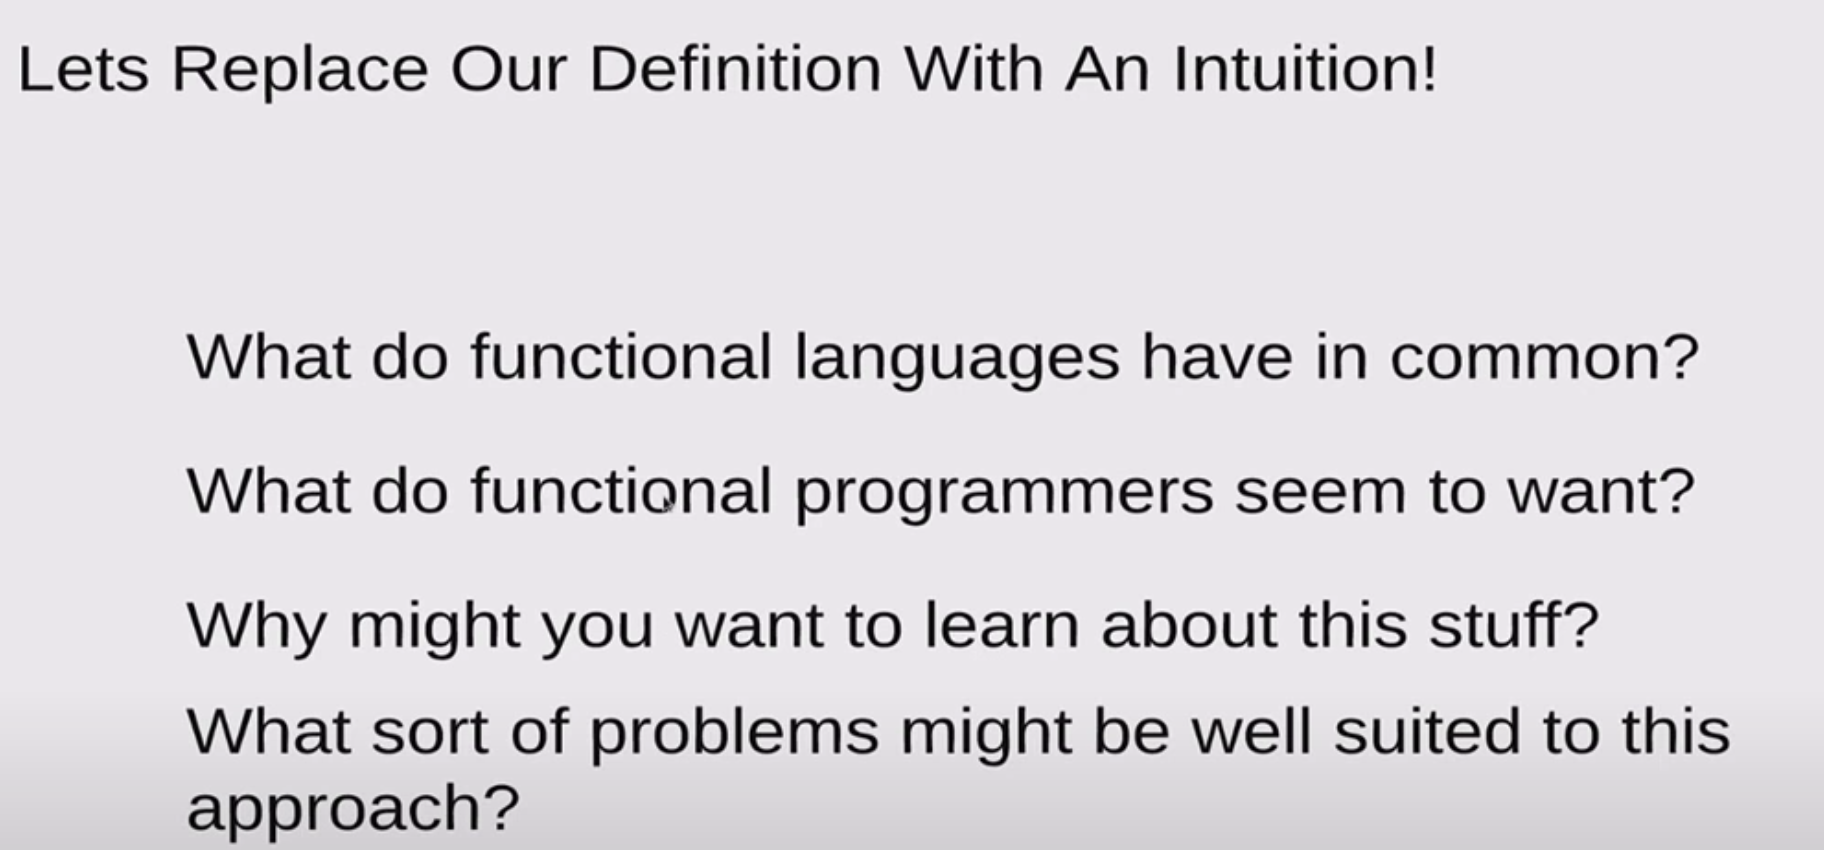 Lets Replace Our Definition With An Intuition!
What do functional languages have in common?
What do functional programmers seem to want?
Why might you want to learn about this stuff?
What sort of problems might be well suited to this
approach?